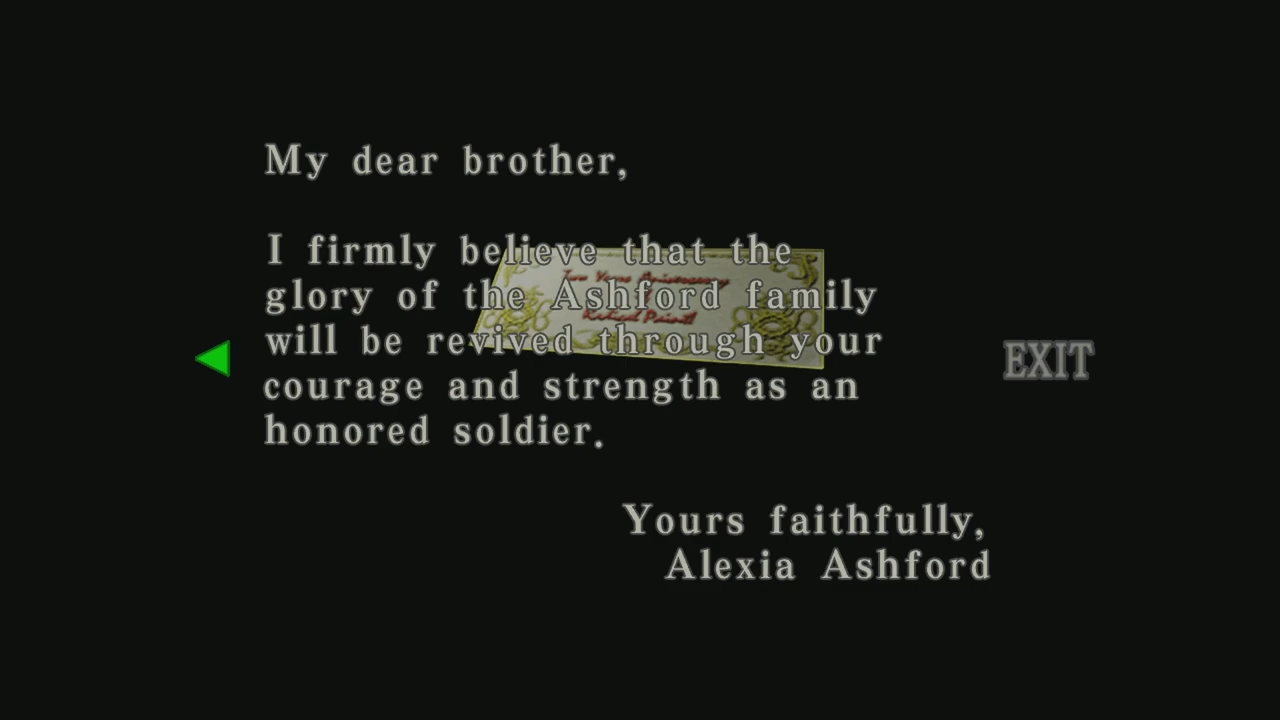 My dear brother,
I firmly believe that the
glory of the Ashford family
will be revived through your
courage and strength as an
honored soldier.
Yours faithfully,
Alexia Ashford
EXIT